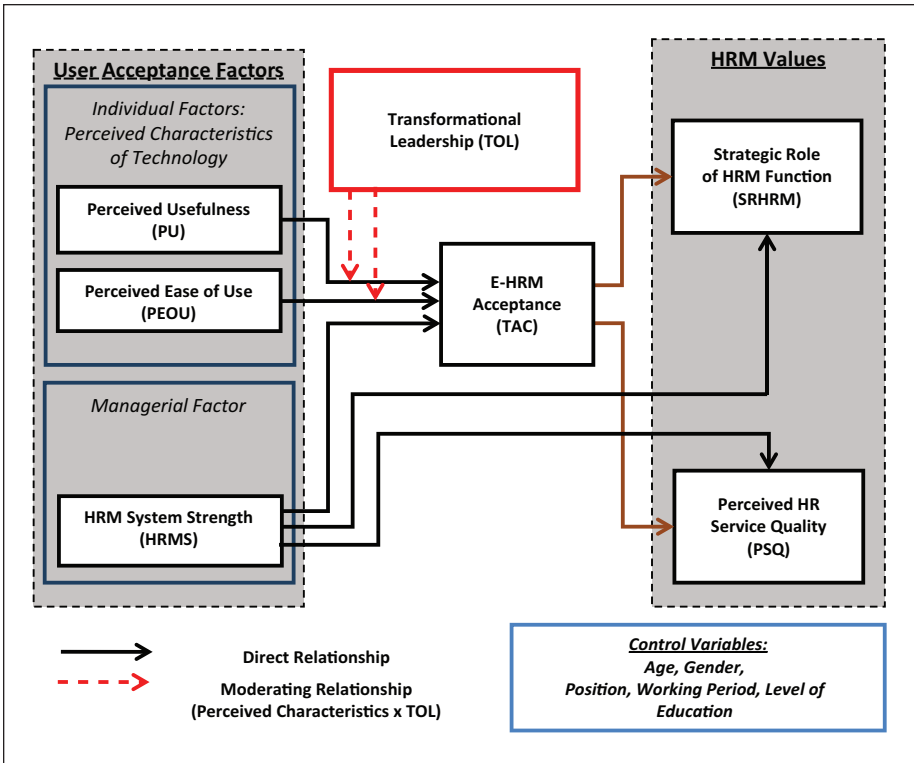 User Acceptance Factors
Individual Factors:
Perceived Characteristics
of Technology
Perceived Usefulness
(PU)
Perceived Ease of Use
(PEOU)
Managerial Factor
HRM System Strength
(HRMS)
Transformational
Leadership (TOL)
E-HRM
Acceptance
(TAC)
HRM Values
Strategic Role
of HRM Function
(SRHRM)
Perceived HR
Service Quality
(PSQ)
Direct Relationship
Moderating Relationship
(Perceived Characteristics x TOL)
Control Variables:
Age, Gender,
Position, Working Period, Level of
Education